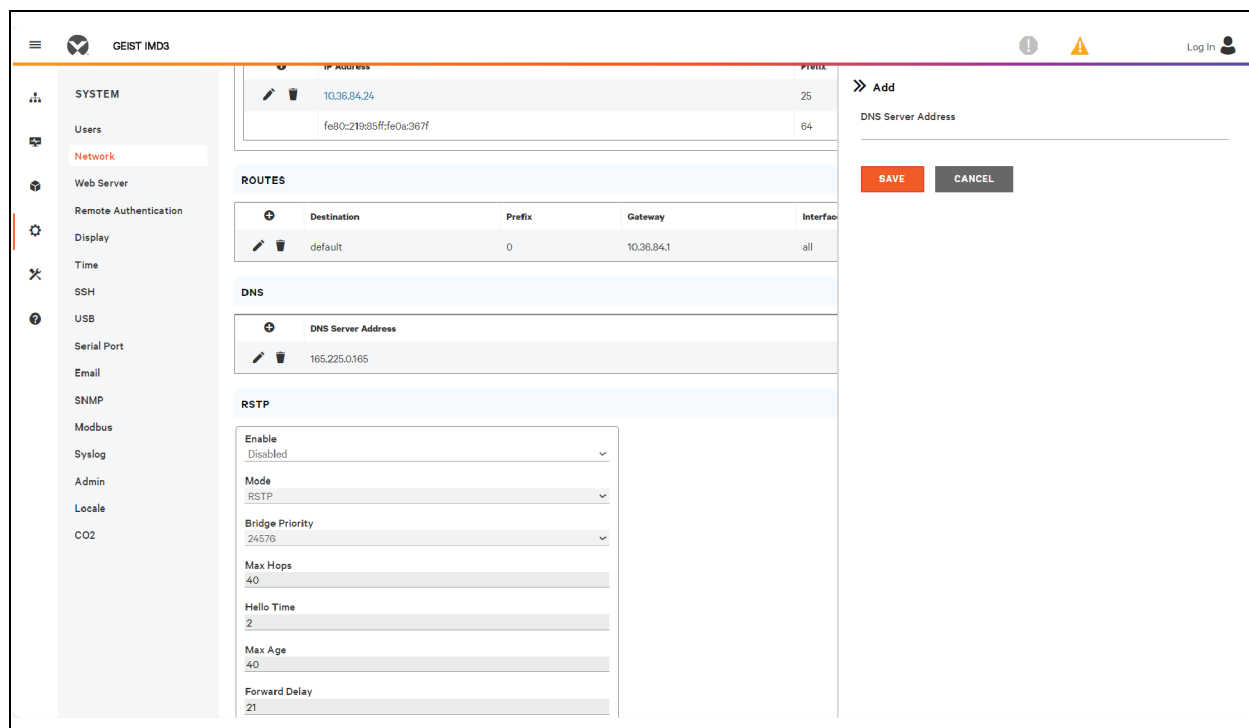 GEIST IMD3
Log In
SYSTEM
Users
Network
Web Server
Remote Authentication
Display
Time
SSH
USB
Serial Port
Email
SNMP
Modbus
Syslog
Admin
Locale
CO2
IP Address Prefix
10.36.84.24 25
fe80::219:85ff:fe0a:367f 64
ROUTES
Destination Prefix Gateway Interfac
default 0 10.36.84.1 all
DNS
DNS Server Address
165.225.0.165
RSTP
Enable
Disabled
Mode
RSTP
Bridge Priority
24576
Max Hops
40
Hello Time
2
Max Age
40
Forward Delay
21
Add
DNS Server Address
SAVE CANCEL